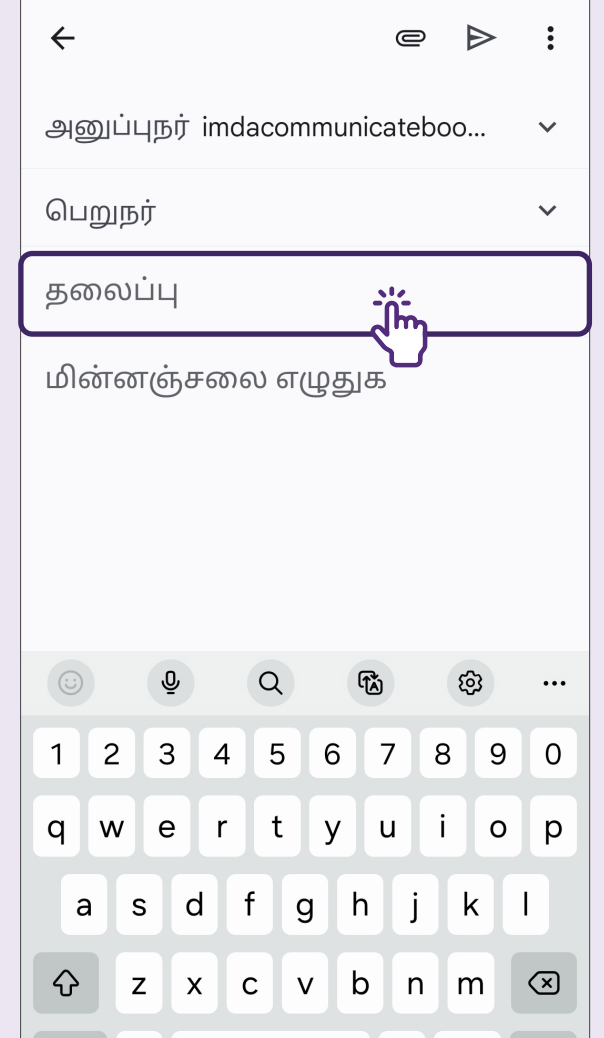 அனுப்புநர் imdacommunicateboo...
பெறுநர்
தலைப்பு
மின்னஞ்சலை எழுதுக
1 2 3 4 5 6 7 8 9 0
q w e r t y u i o p
a s d f g h j k l
z x c v b n m